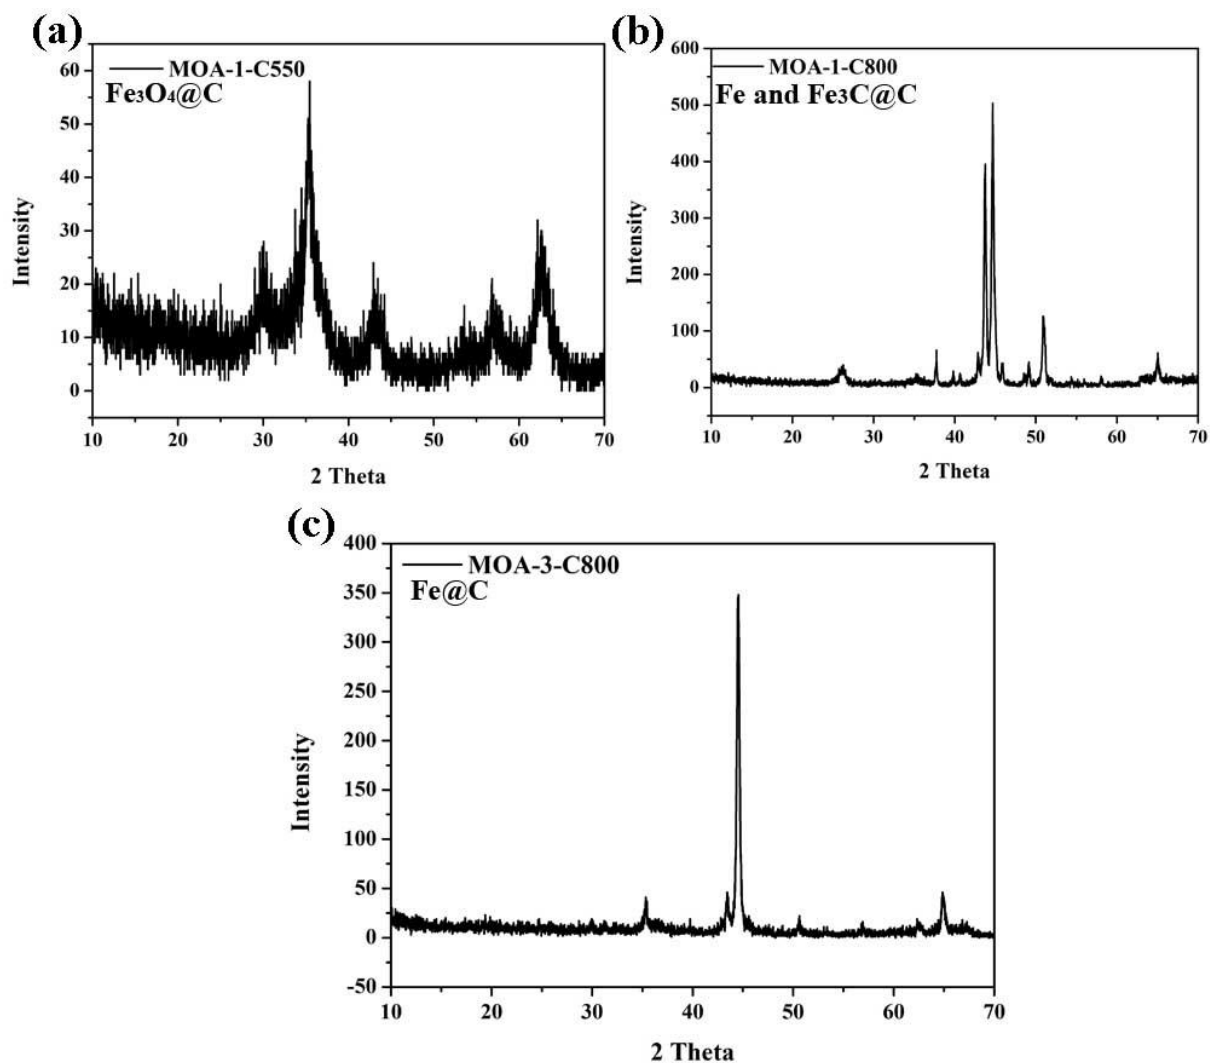 (a)
MOA-1-C550
Fe₃O₄@C
60
50
40
30
20
10
0
Intensity
10 20 30 40 50 60 70
2 Theta
(b)
MOA-1-C800
Fe and Fe₃C@C
600
500
400
300
200
100
0
Intensity
10 20 30 40 50 60 70
2 Theta
(c)
MOA-3-C800
Fe@C
400
350
300
250
200
150
100
50
0
-50
Intensity
10 20 30 40 50 60 70
2 Theta